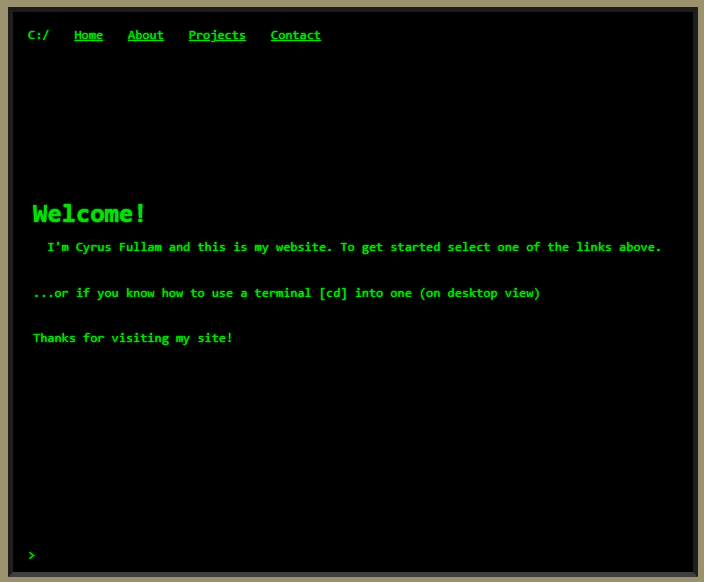 C:/ Home About Projects Contact
Welcome!
I'm Cyrus Fullam and this is my website. To get started select one of the links above.
...or if you know how to use a terminal [cd] into one (on desktop view)
Thanks for visiting my site!
>